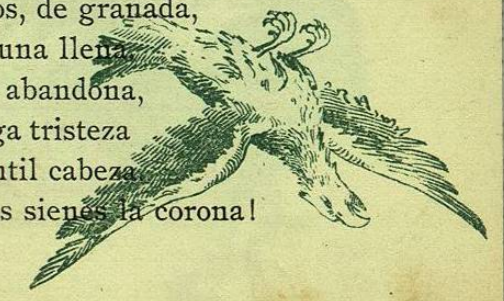 os, de granada,
una llena,
abandona,
ga tristeza
ntil cabeza,
s sienes la corona!